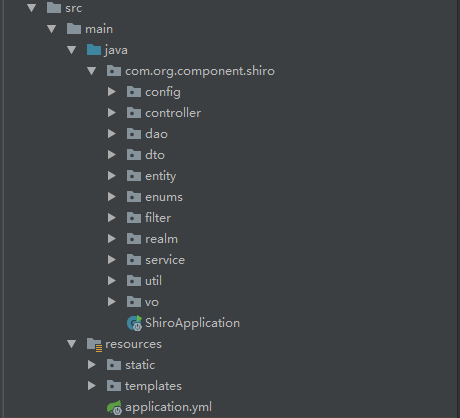 src
main
java
com.org.component.shiro
config
controller
dao
dto
entity
enums
filter
realm
service
util
vo
ShiroApplication
resources
static
templates
application.yml